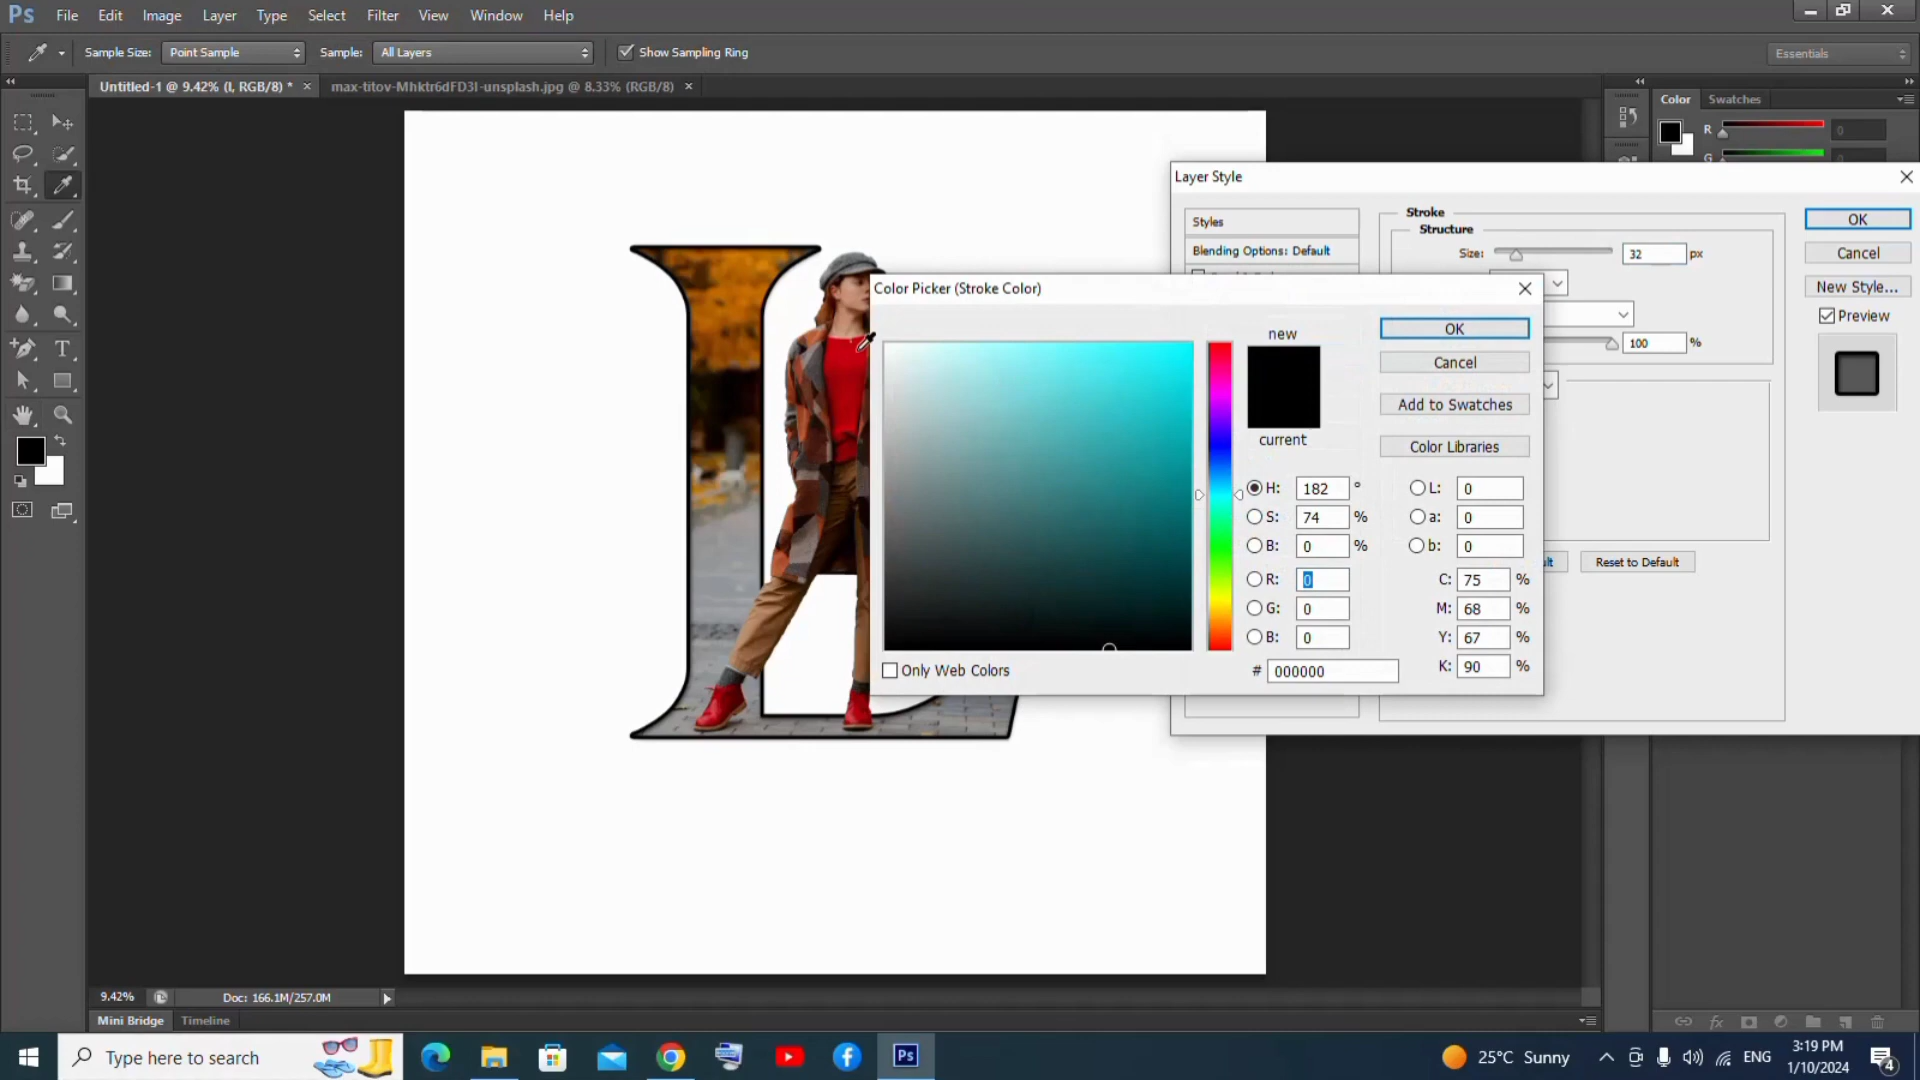 Ps File Edit Image Layer Type Select Filter View Window Help
Sample Size: Point Sample Sample: All Layers Show Sampling Ring Essentials
Untitled-1 @ 9.42% (I, RGB/8) * × max-titov-Mhktr6dFD3I-unsplash.jpg @ 8.33% (RGB/8) ×
Color Swatches
R 0
G
Layer Style
Styles
Blending Options: Default
Stroke
Structure
Size: 32 px
100 %
Reset to Default
OK
Cancel
New Style...
Preview
Color Picker (Stroke Color)
new
current
OK
Cancel
Add to Swatches
Color Libraries
H: 182 °
S: 74 %
B: 0 %
R: 0
G: 0
B: 0
L: 0
a: 0
b: 0
C: 75 %
M: 68 %
Y: 67 %
K: 90 %
# 000000
Only Web Colors
9.42% Doc: 166.1M/257.0M
Mini Bridge Timeline
Type here to search
Ps
25°C Sunny
ENG
3:19 PM
1/10/2024
4